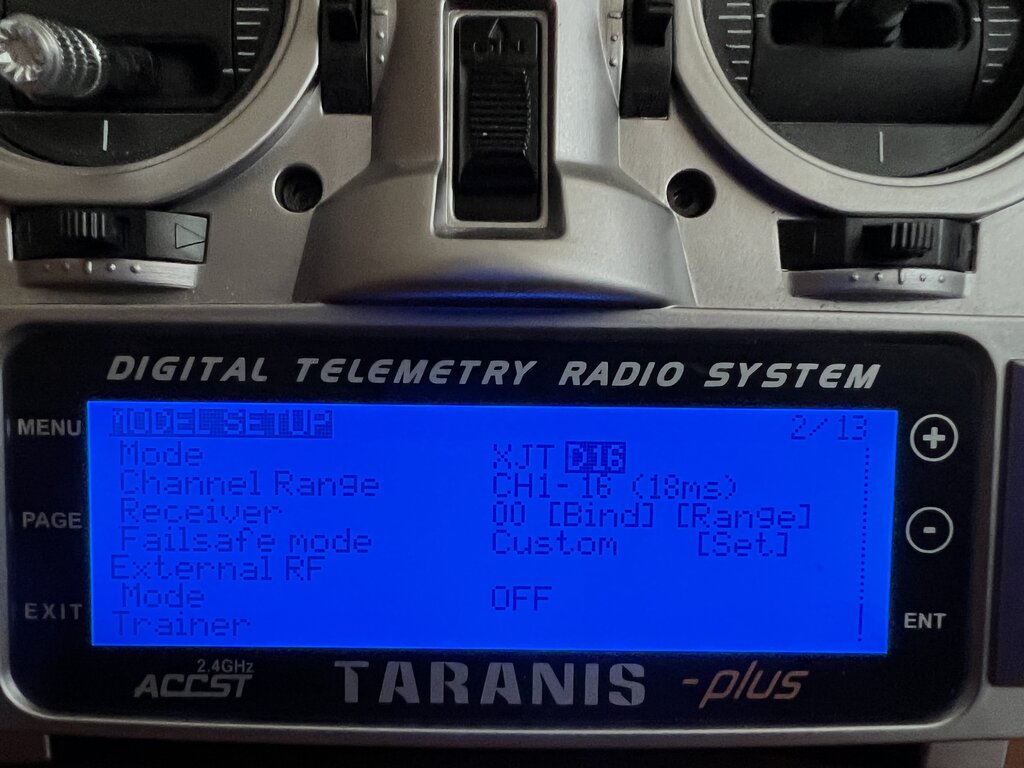 DIGITAL TELEMETRY RADIO SYSTEM
MENU
PAGE
EXIT
MODEL SETUP 2/13
Mode XJT D16
Channel Range CH1-16 (18ms)
Receiver 00 [Bind] [Range]
Failsafe mode Custom [Set]
External RF
Mode OFF
Trainer
+
-
ENT
2.4GHz
ACCST
TARANIS -plus